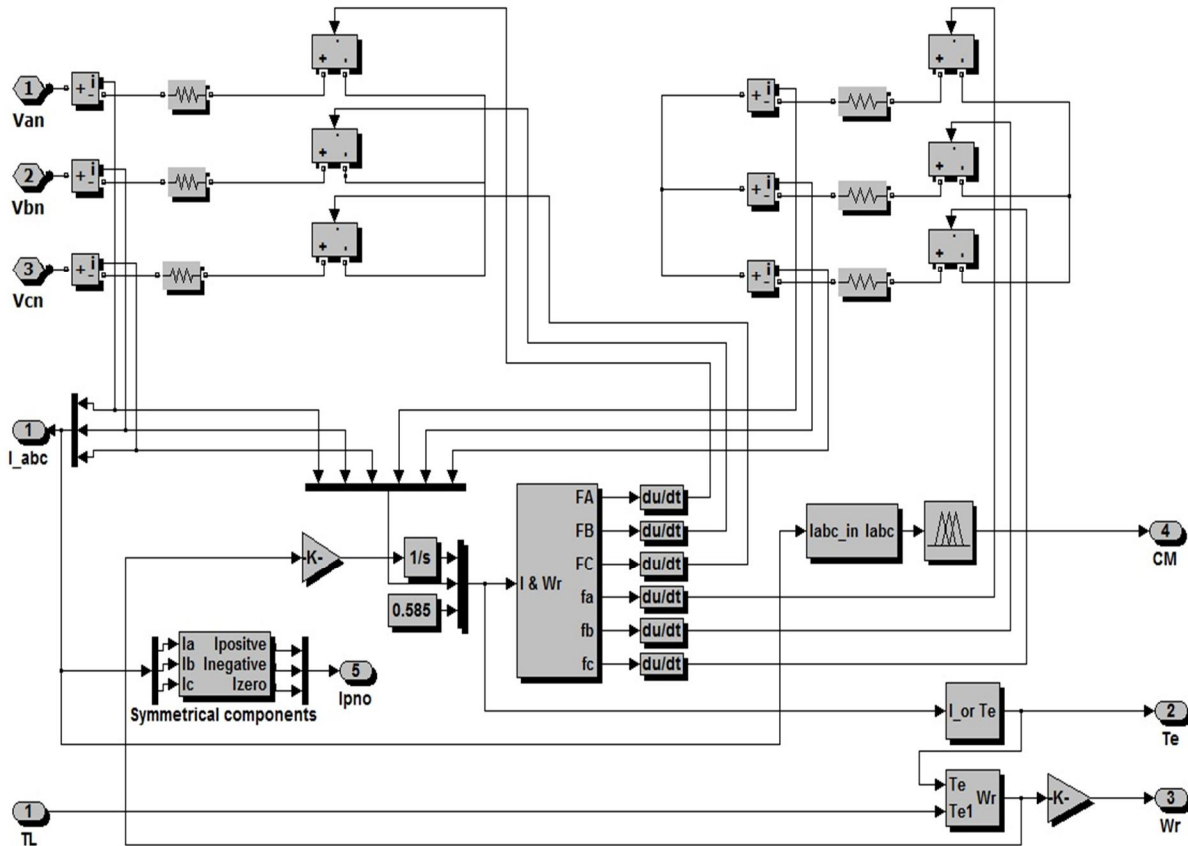 1
Van
2
Vbn
3
Vcn
+ i
-
+ i
-
+ i
-
+ -
+ -
+ -
+ i
-
+ i
-
+ i
-
+ -
+ -
+ -
1
I_abc
I & Wr
FA
FB
FC
fa
fb
fc
du/dt
du/dt
du/dt
du/dt
du/dt
du/dt
-K-
1/s
0.585
Iabc_in Iabc
4
CM
Ia Ipositve
Ib Inegative
Ic Izero
Symmetrical components
5
Ipno
I_or Te
2
Te
Te
Te1
Wr
-K-
3
Wr
1
TL